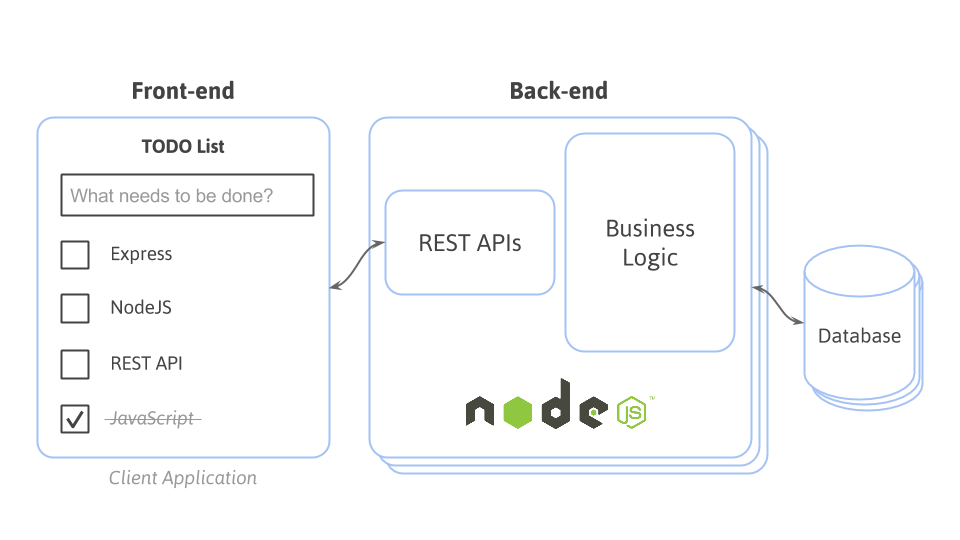 Front-end
TODO List
What needs to be done?
Express
NodeJS
REST API
JavaScript
Client Application
Back-end
REST APIs
Business
Logic
node JS™
Database